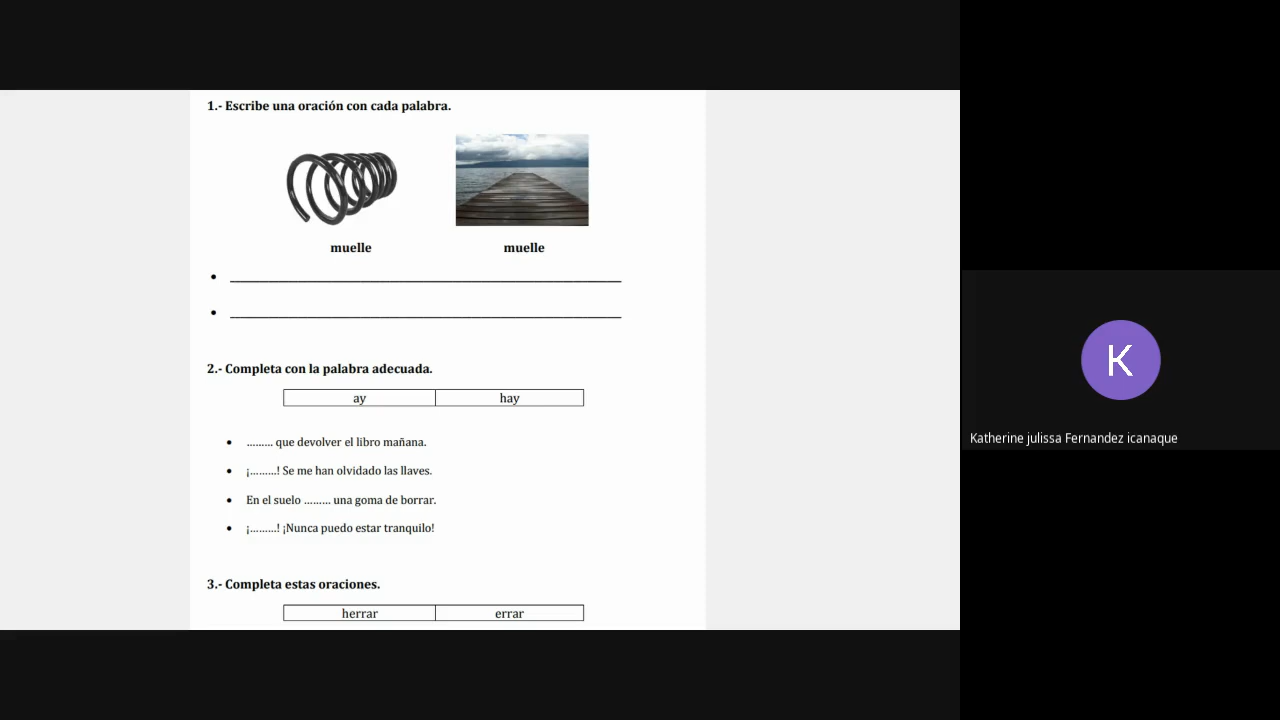 1.- Escribe una oración con cada palabra.
muelle muelle
• ______________________________
• ______________________________
2.- Completa con la palabra adecuada.
ay hay
• ......... que devolver el libro mañana.
• ¡.........! Se me han olvidado las llaves.
• En el suelo ......... una goma de borrar.
• ¡.........! ¡Nunca puedo estar tranquilo!
3.- Completa estas oraciones.
herrar errar
K
Katherine julissa Fernandez icanaque